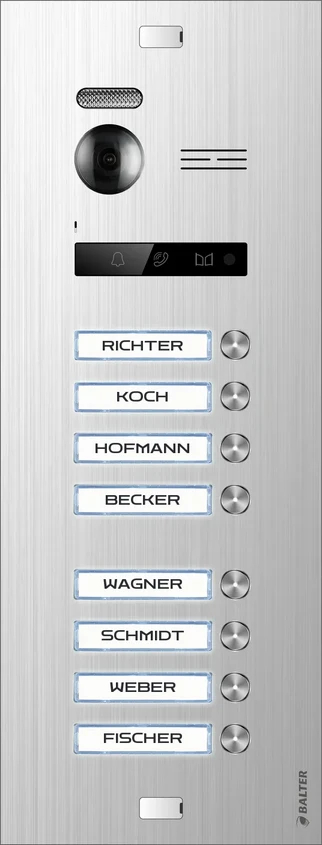 RICHTER
KOCH
HOFMANN
BECKER
WAGNER
SCHMIDT
WEBER
FISCHER
BALTER